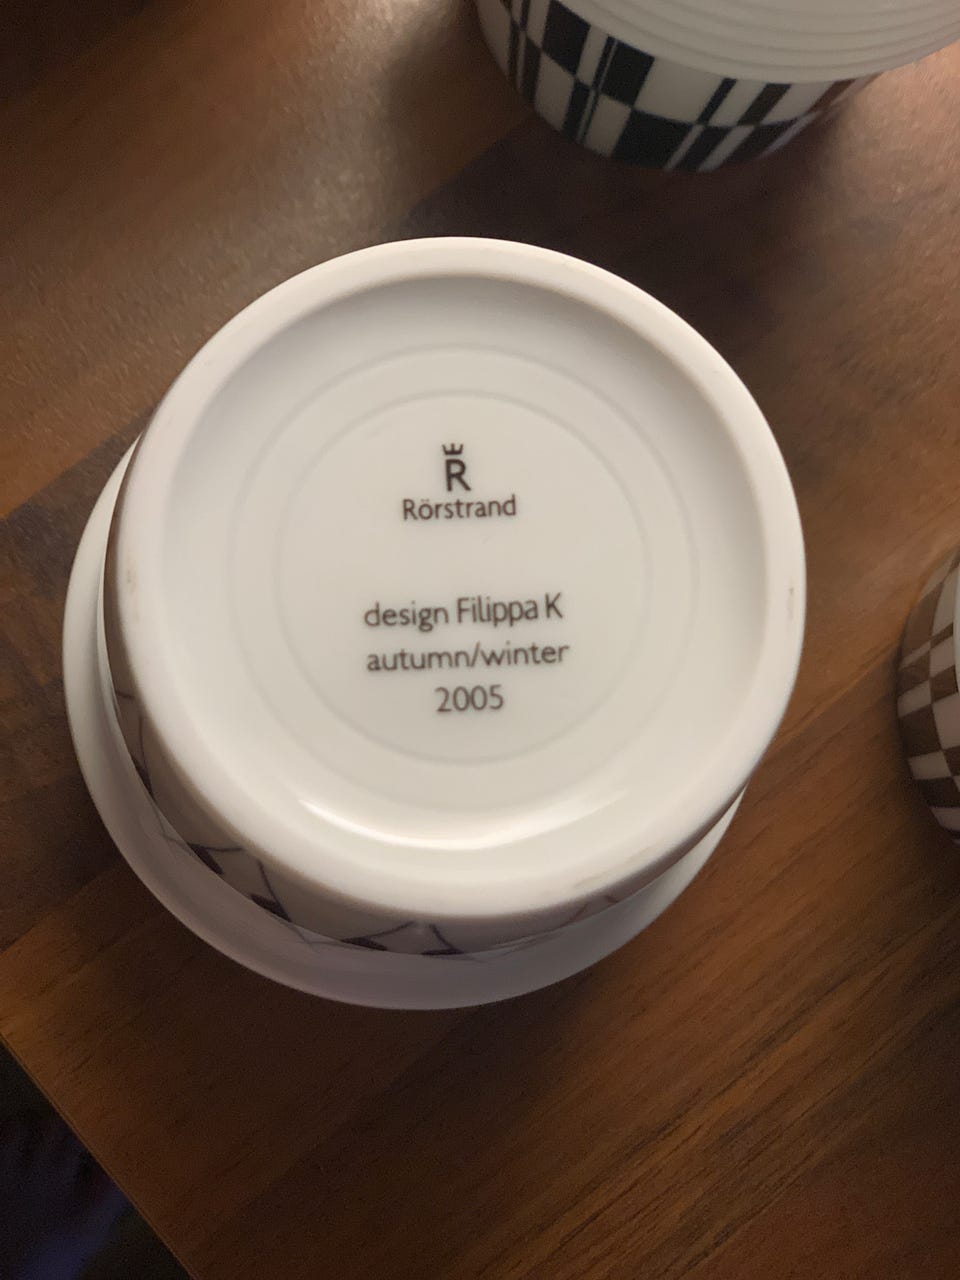 R
Rörstrand
design Filippa K
autumn/winter
2005